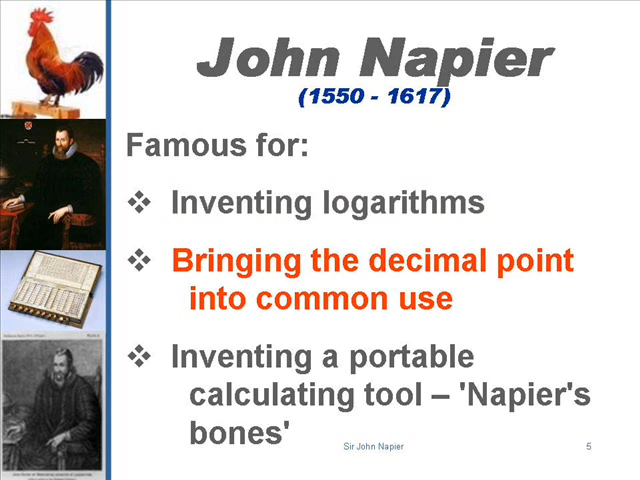 John Napier
(1550 - 1617)
Famous for:
❖ Inventing logarithms
❖ Bringing the decimal point
into common use
❖ Inventing a portable
calculating tool – 'Napier's
bones'
Sir John Napier 5